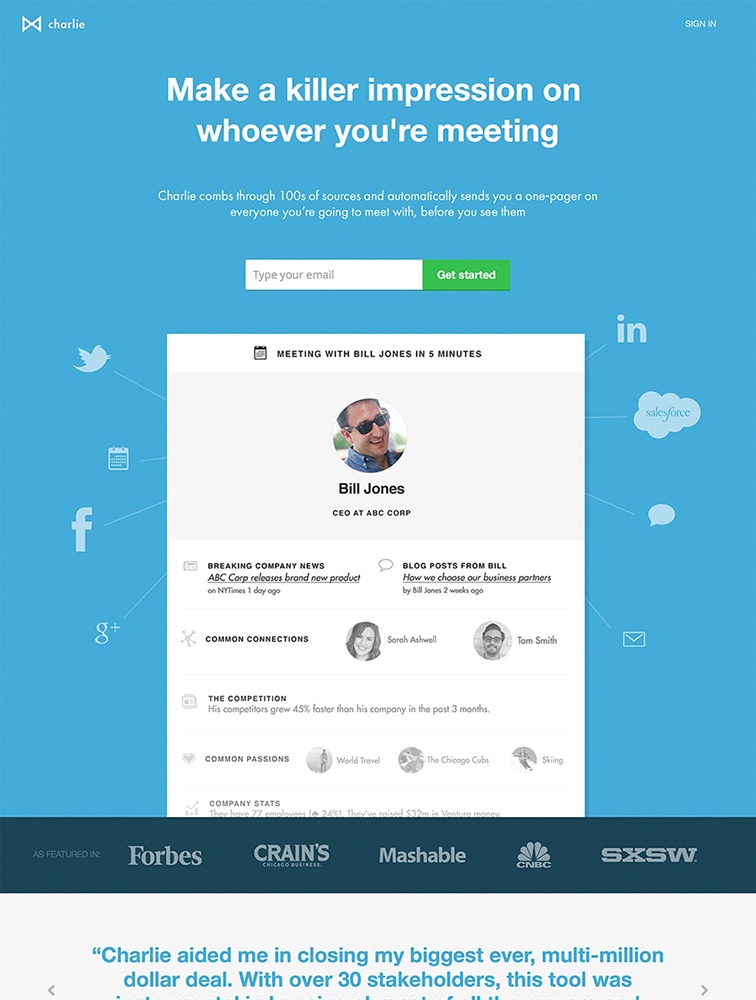 charlie
SIGN IN
Make a killer impression on
whoever you're meeting
Charlie combs through 100s of sources and automatically sends you a one-pager on
everyone you're going to meet with, before you see them
Type your email
Get started
in
salesforce
MEETING WITH BILL JONES IN 5 MINUTES
f
g+
Bill Jones
CEO AT ABC CORP
BREAKING COMPANY NEWS
ABC Corp releases brand new product
on NYTimes 1 day ago
BLOG POSTS FROM BILL
How we choose our business partners
by Bill Jones 2 weeks ago
COMMON CONNECTIONS
Sarah Ashwell
Tom Smith
THE COMPETITION
His competitors grew 45% faster than his company in the past 3 months.
COMMON PASSIONS
World Travel
The Chicago Cubs
Skiing
COMPANY STATS
They have 77 employees (↑ 24%). They've raised $32m in Venture money.
AS FEATURED IN:
Forbes
CRAIN'S
CHICAGO BUSINESS.
Mashable
CNBC
SXSW.
“Charlie aided me in closing my biggest ever, multi-million
dollar deal. With over 30 stakeholders, this tool was